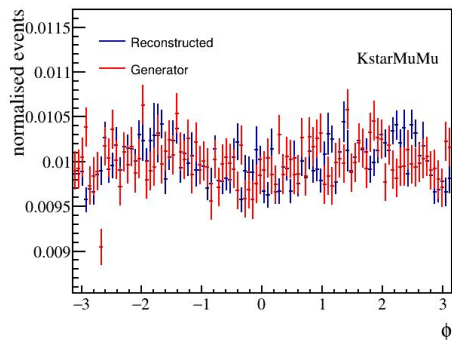 normalised events
0.0115
0.011
0.0105
0.01
0.0095
0.009
Reconstructed
Generator
KstarMuMu
−3 −2 −1 0 1 2 3
ϕ